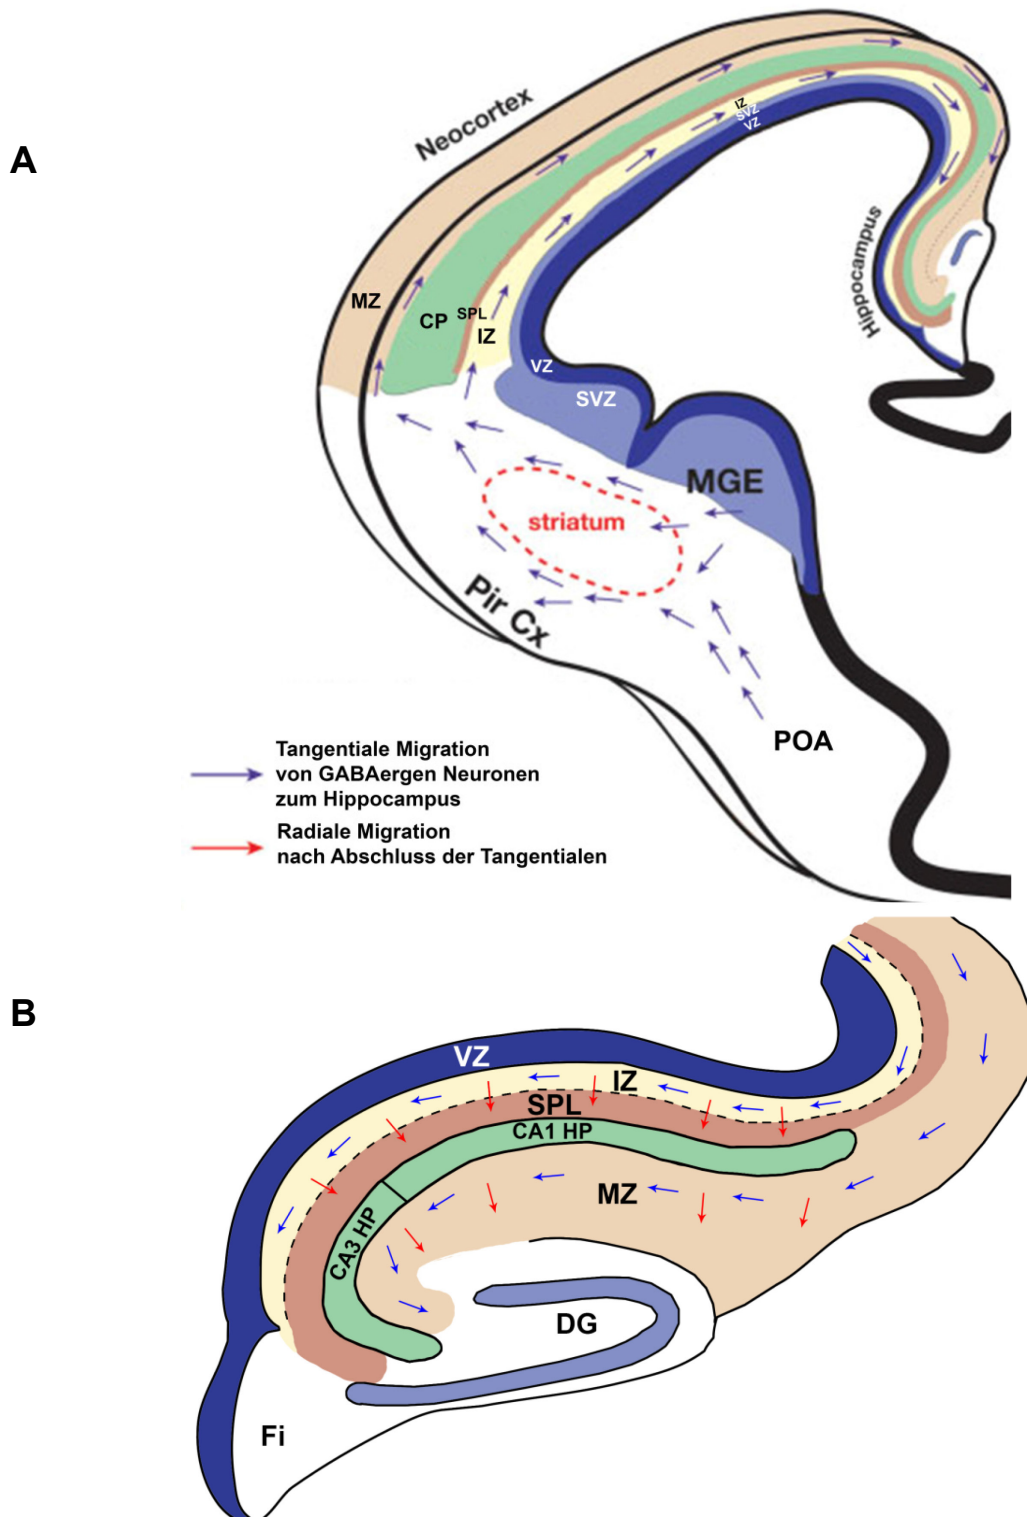 A
Neocortex
IZ
SVZ
VZ
Hippocampus
MZ
CP
SPL
IZ
VZ
SVZ
MGE
striatum
Pir Cx
POA
Tangentiale Migration
von GABAergen Neuronen
zum Hippocampus
Radiale Migration
nach Abschluss der Tangentialen
B
VZ
IZ
SPL
CA1 HP
MZ
CA3 HP
DG
Fi